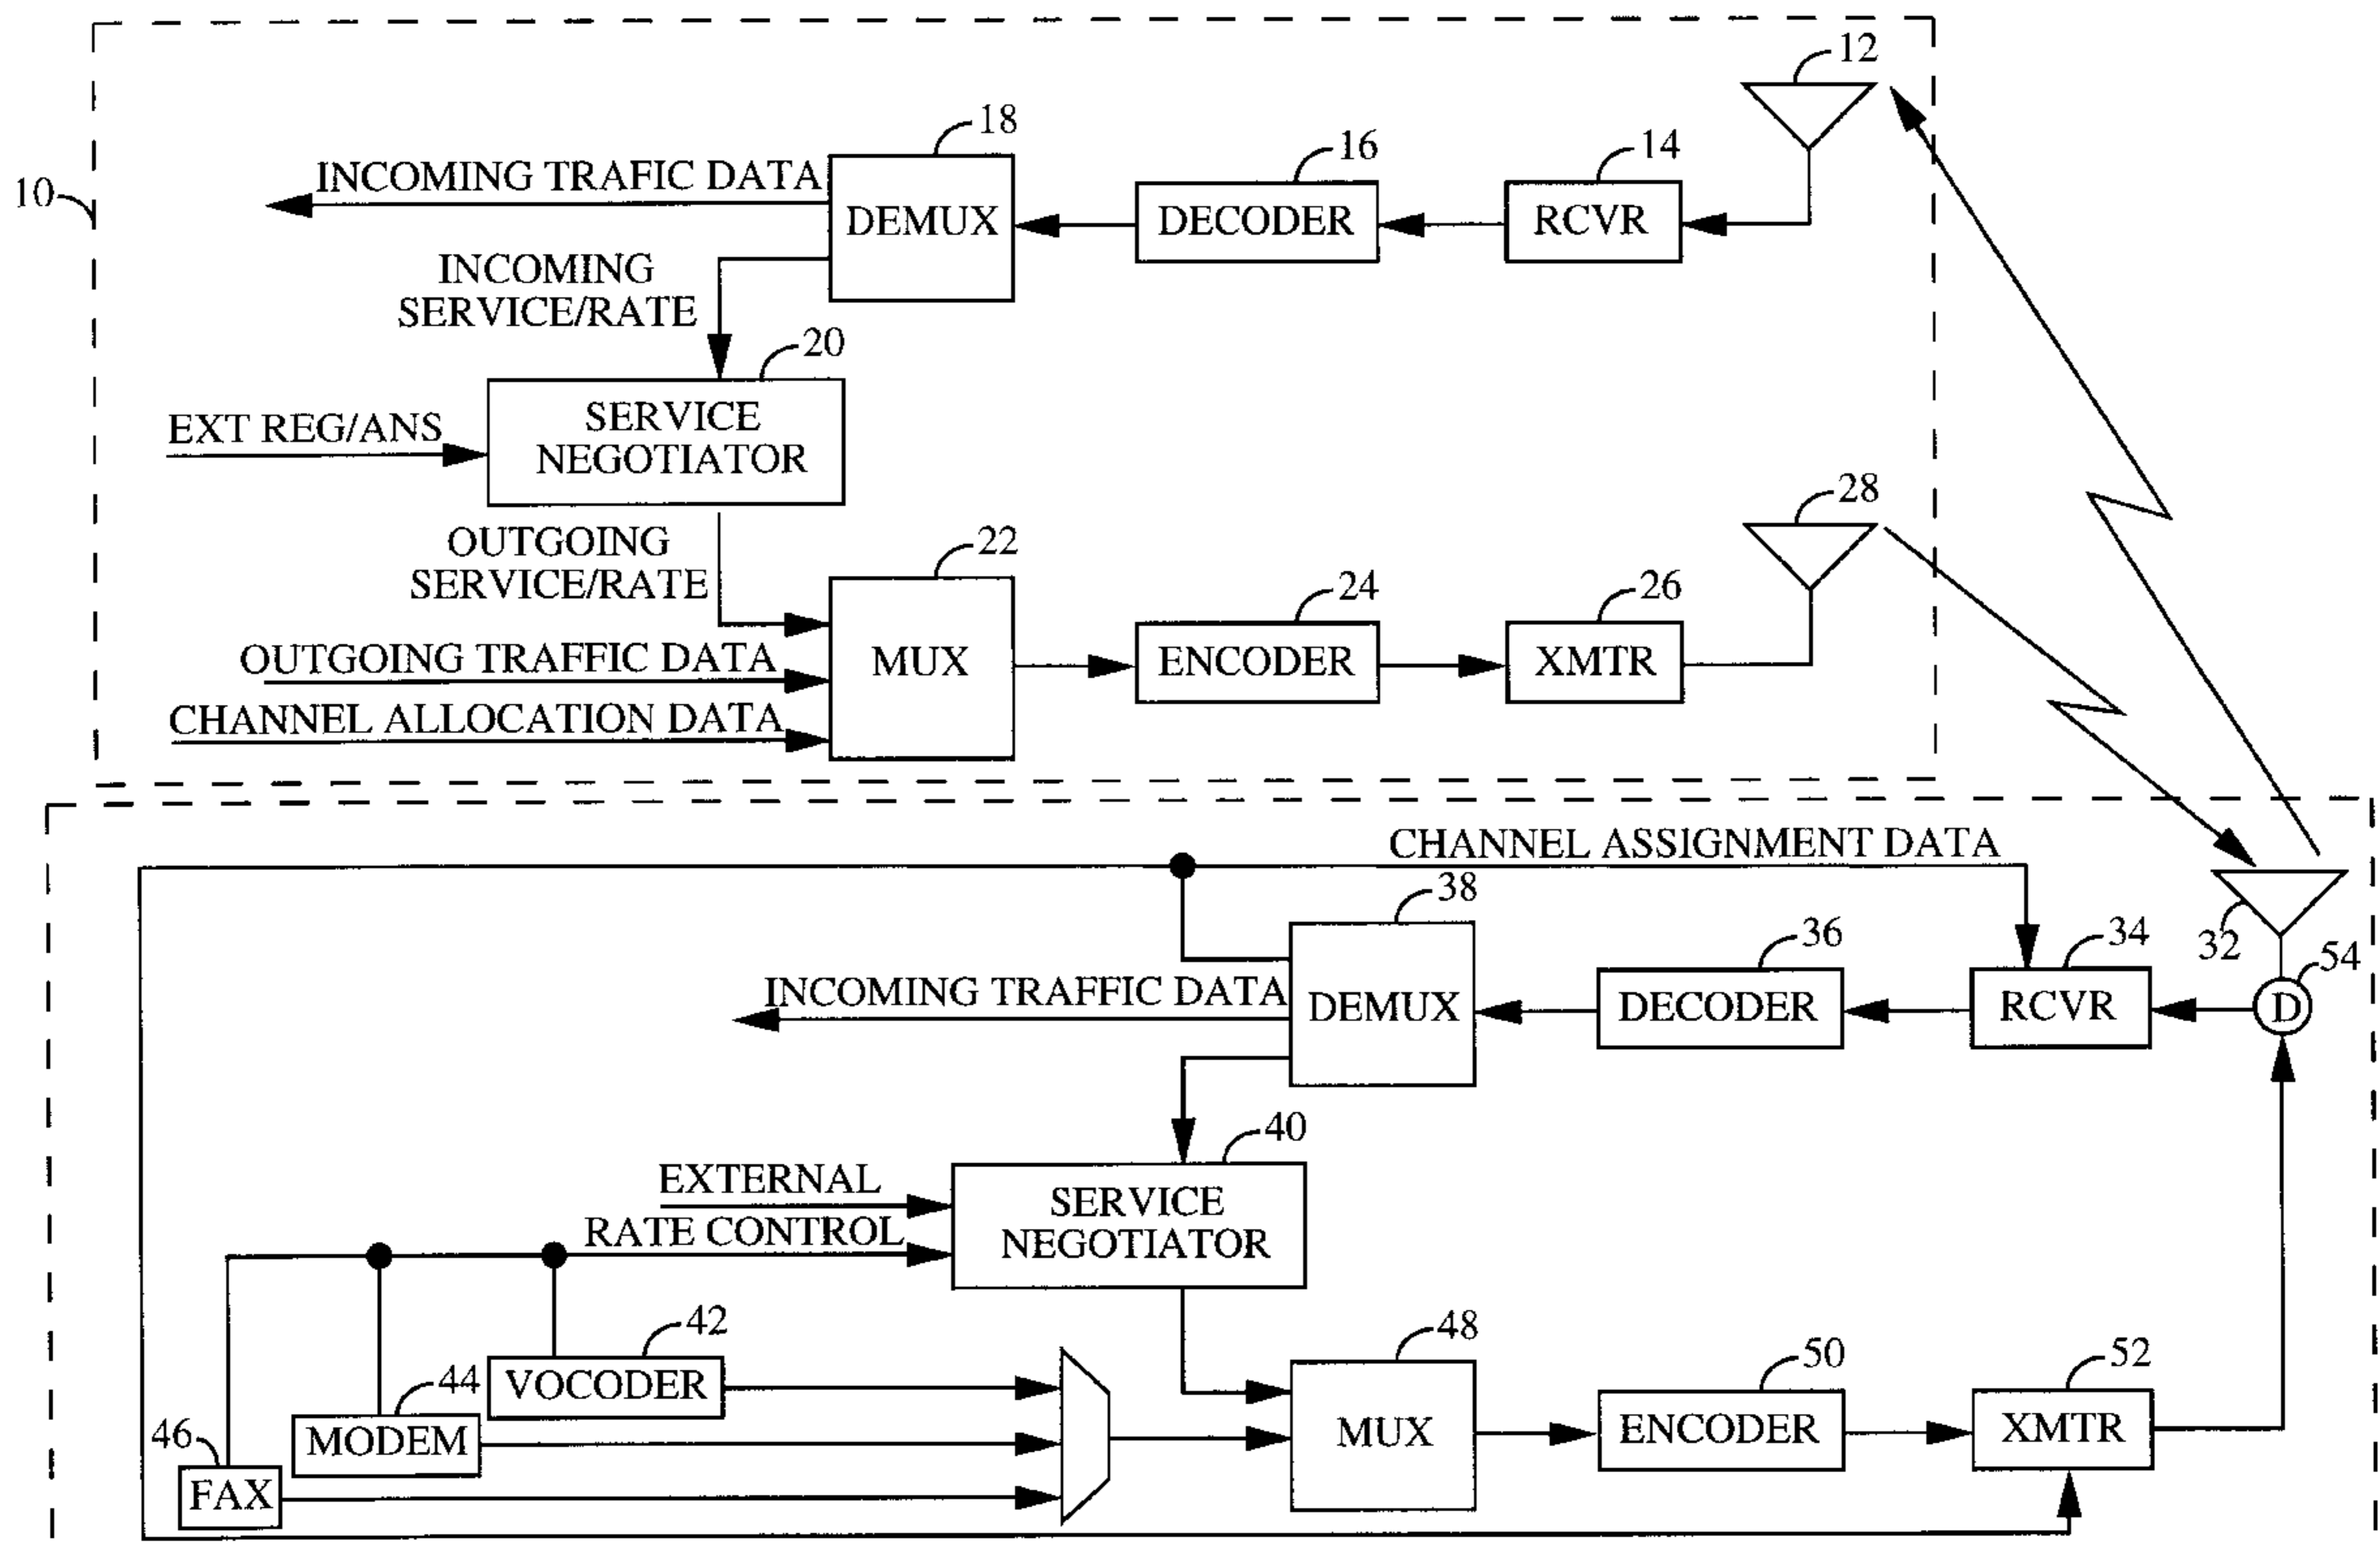 12
18
16
14
INCOMING TRAFIC DATA
10
DEMUX
DECODER
RCVR
INCOMING
SERVICE/RATE
20
EXT REG/ANS
SERVICE
NEGOTIATOR
28
OUTGOING
SERVICE/RATE
22
24
26
OUTGOING TRAFFIC DATA
MUX
ENCODER
XMTR
CHANNEL ALLOCATION DATA
CHANNEL ASSIGNMENT DATA
38
36
34
32
54
INCOMING TRAFFIC DATA
DEMUX
DECODER
RCVR
D
40
EXTERNAL
RATE CONTROL
SERVICE
NEGOTIATOR
42
48
50
52
VOCODER
44
MODEM
46
FAX
MUX
ENCODER
XMTR